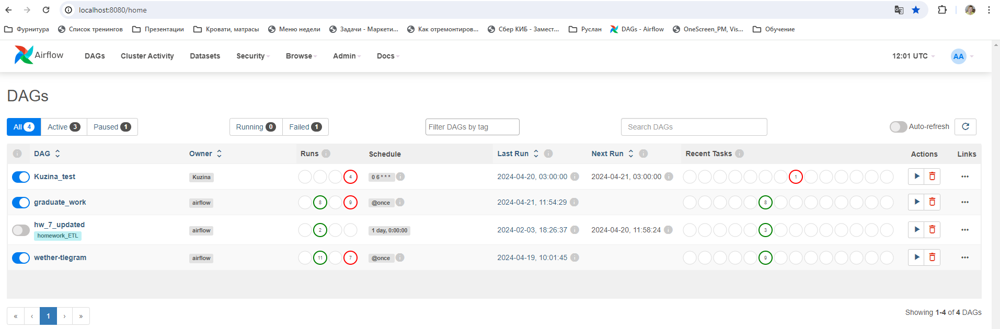 localhost:8080/home
Фурнитура Список тренингов Презентации Кровати, матрасы Меню недели Задачи - Маркети... Как отремонтиров... Сбер КИБ - Замест... Руслан DAGs - Airflow OneScreen_PM, Vis... Обучение
Airflow DAGs Cluster Activity Datasets Security Browse Admin Docs 12:01 UTC AA
DAGs
All 4 Active 3 Paused 1 Running 0 Failed 1 Filter DAGs by tag Search DAGs Auto-refresh
DAG Owner Runs Schedule Last Run Next Run Recent Tasks Actions Links
Kuzina_test Kuzina 4 0 6 * * * 2024-04-20, 03:00:00 2024-04-21, 03:00:00 1
graduate_work airflow 8 9 @once 2024-04-21, 11:54:29 8
hw_7_updated airflow 2 1 day, 0:00:00 2024-02-03, 18:26:37 2024-04-20, 11:58:24 3
homework_ETL
wether-tlegram airflow 11 7 @once 2024-04-19, 10:01:45 9
« ‹ 1 › »
Showing 1-4 of 4 DAGs